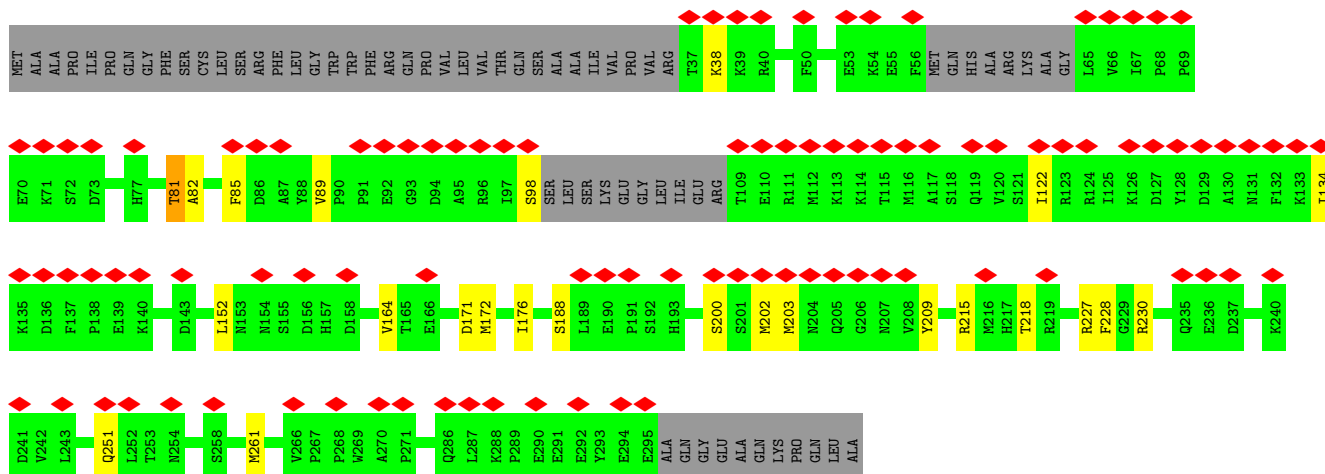 MET ALA ALA PRO ILE PRO GLN GLY PHE SER CYS LEU SER ARG PHE LEU GLY TRP TRP PHE ARG GLN PRO VAL LEU VAL THR GLN SER ALA ALA ILE VAL PRO VAL ARG T37 K38 K39 R40 F50 E53 K54 E55 F56 MET GLN HIS ALA ARG LYS ALA GLY L65 V66 I67 P68 P69
E70 K71 S72 D73 H77 T81 A82 F85 D86 A87 Y88 V89 P90 P91 E92 G93 D94 A95 R96 I97 S98 SER LEU SER LYS GLU GLY LEU ILE GLU ARG T109 E110 R111 M112 K113 K114 T115 M116 A117 S118 Q119 V120 S121 I122 R123 R124 I125 K126 D127 Y128 D129 A130 N131 F132 K133 I134
K135 D136 F137 P138 E139 K140 D143 L152 N153 N154 S155 D156 H157 D158 V164 T165 E166 D171 M172 I176 S188 L189 E190 P191 S192 H193 S200 S201 M202 M203 N204 Q205 G206 N207 V208 Y209 R215 M216 H217 T218 R219 R227 F228 G229 R230 Q235 E236 D237 K240
D241 V242 L243 Q251 L252 T253 N254 S258 M261 V266 P267 P268 W269 A270 P271 Q286 L287 K288 P289 E290 E291 E292 Y293 E294 E295 ALA GLN GLY GLU ALA GLN LYS PRO GLN LEU ALA